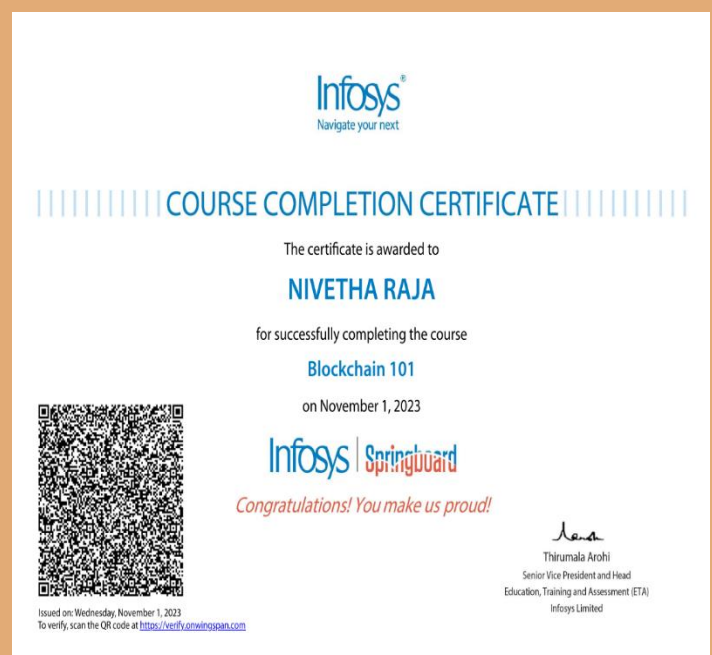 Infosys®
Navigate your next
COURSE COMPLETION CERTIFICATE
The certificate is awarded to
NIVETHA RAJA
for successfully completing the course
Blockchain 101
on November 1, 2023
Infosys | Springboard
Congratulations! You make us proud!
Thirumala Arohi
Senior Vice President and Head
Education, Training and Assessment (ETA)
Infosys Limited
Issued on: Wednesday, November 1, 2023
To verify, scan the QR code at https://verify.onwingspan.com